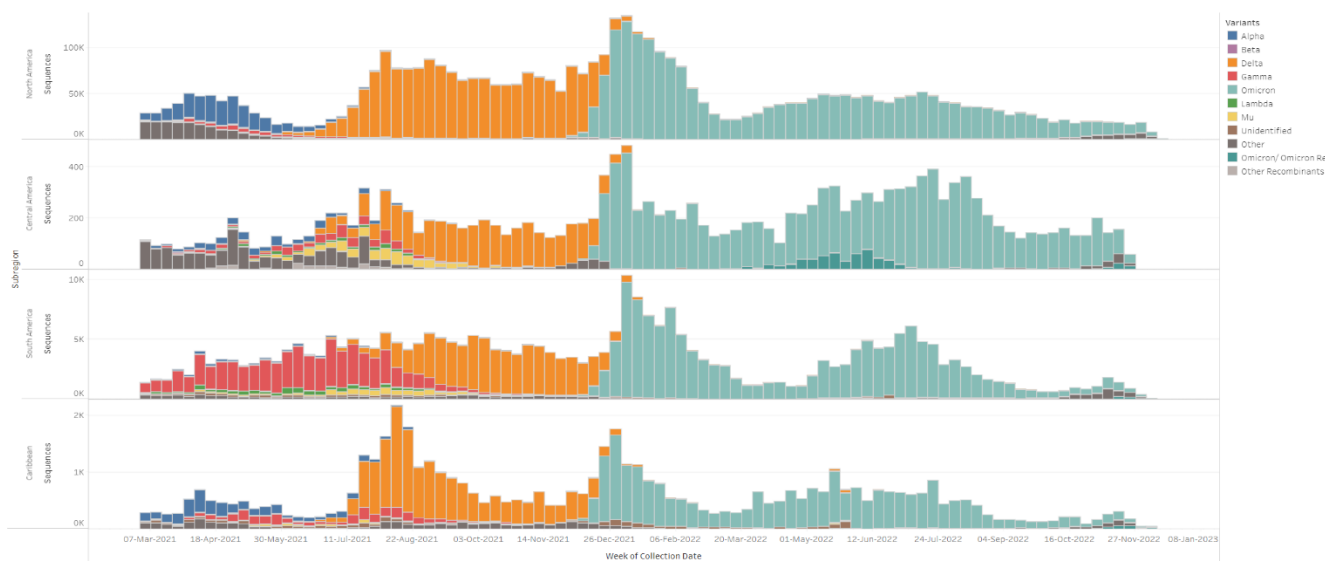 Variants
Alpha
Beta
Delta
Gamma
Omicron
Lambda
Mu
Unidentified
Other
Omicron/ Omicron Re
Other Recombinants
Subregion
North America
Sequences
100K
50K
0K
Central America
Sequences
400
200
0
South America
Sequences
10K
5K
0K
Caribbean
Sequences
2K
1K
0K
07-Mar-2021 18-Apr-2021 30-May-2021 11-Jul-2021 22-Aug-2021 03-Oct-2021 14-Nov-2021 26-Dec-2021 06-Feb-2022 20-Mar-2022 01-May-2022 12-Jun-2022 24-Jul-2022 04-Sep-2022 16-Oct-2022 27-Nov-2022 08-Jan-2023
Week of Collection Date